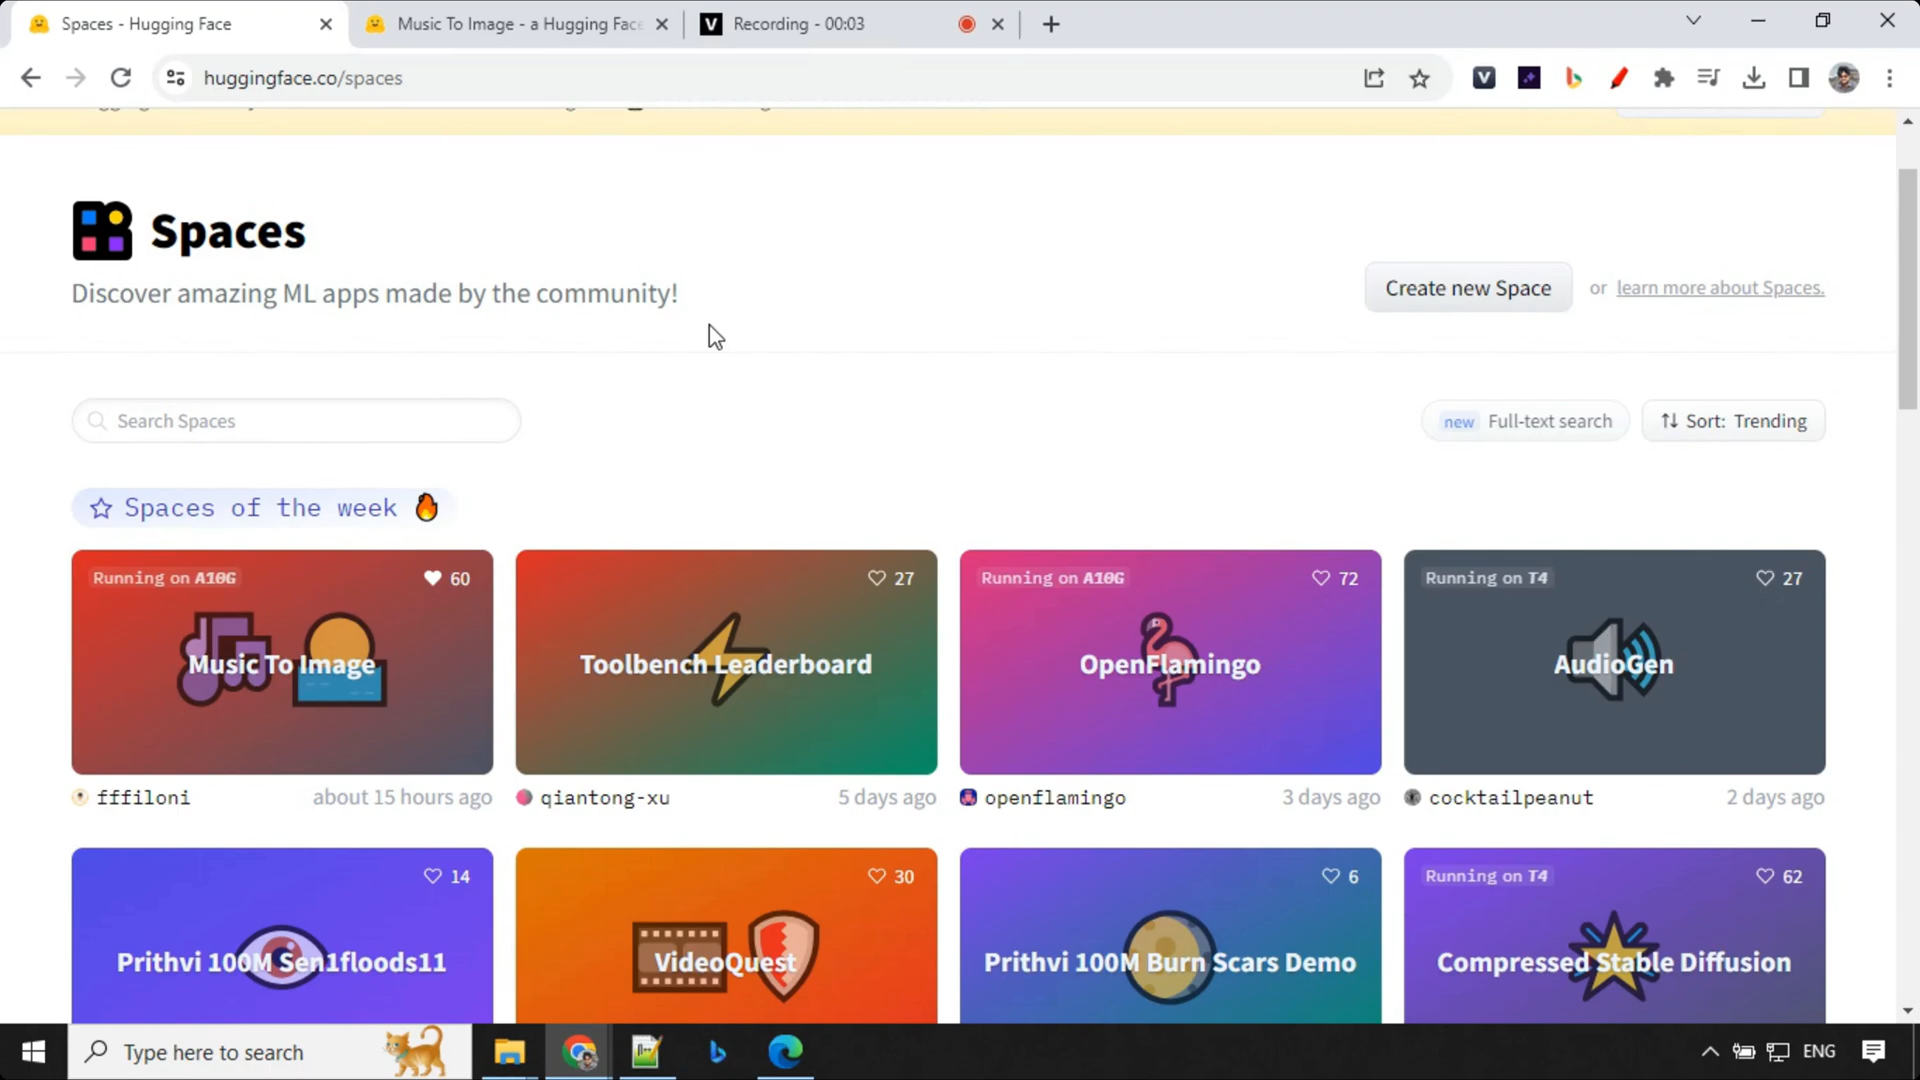 Spaces - Hugging Face
Music To Image - a Hugging Face
Recording - 00:03
huggingface.co/spaces
Spaces
Discover amazing ML apps made by the community!
Create new Space or learn more about Spaces.
Search Spaces
new Full-text search
Sort: Trending
Spaces of the week
Running on A10G 60
Music To Image
27
Toolbench Leaderboard
Running on A10G 72
OpenFlamingo
Running on T4 27
AudioGen
fffiloni about 15 hours ago
qiantong-xu 5 days ago
openflamingo 3 days ago
cocktailpeanut 2 days ago
14
Prithvi 100M Sen1floods11
30
VideoQuest
6
Prithvi 100M Burn Scars Demo
Running on T4 62
Compressed Stable Diffusion
Type here to search
ENG